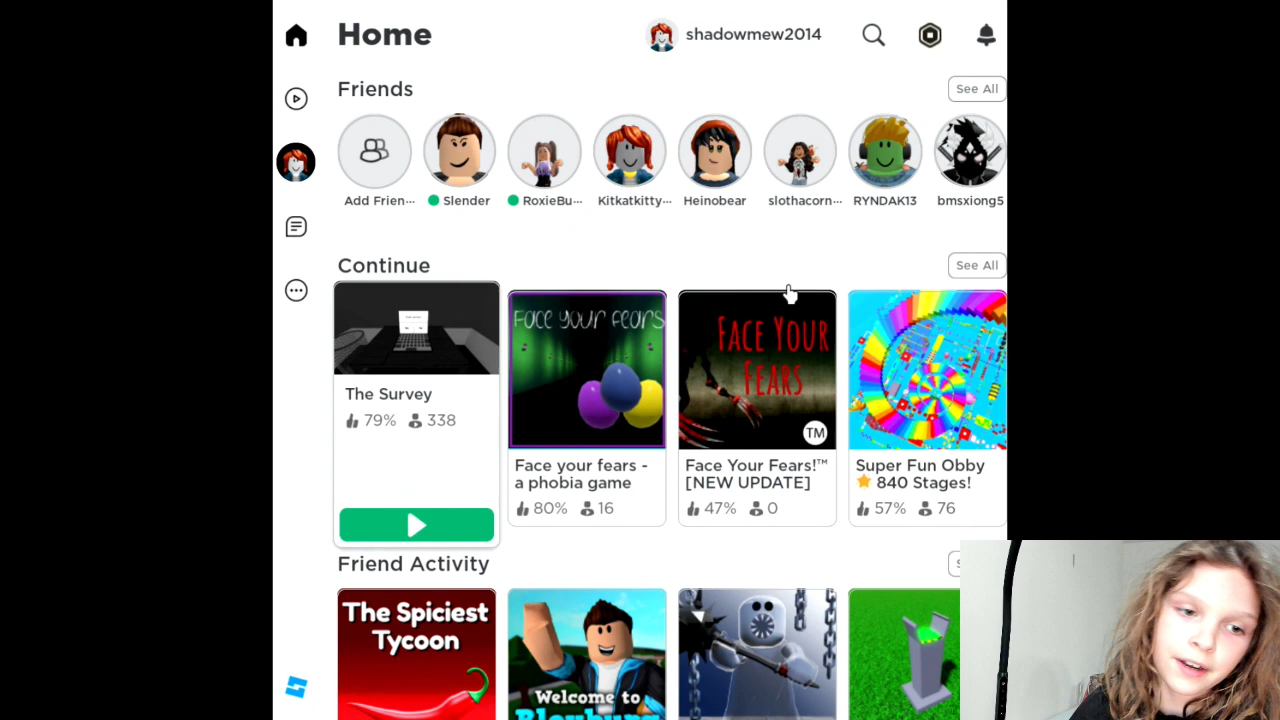 Home
shadowmew2014
Friends
See All
Add Frien...
Slender
RoxieBu...
Kitkatkitty...
Heinobear
slothacorn...
RYNDAK13
bmsxiong5
Continue
See All
The Survey
79% 338
Face your fears
Face your fears -
a phobia game
80% 16
FACE YOUR
FEARS
TM
Face Your Fears!™
[NEW UPDATE]
47% 0
Super Fun Obby
⭐ 840 Stages!
57% 76
Friend Activity
S
The Spiciest
Tycoon
Welcome to